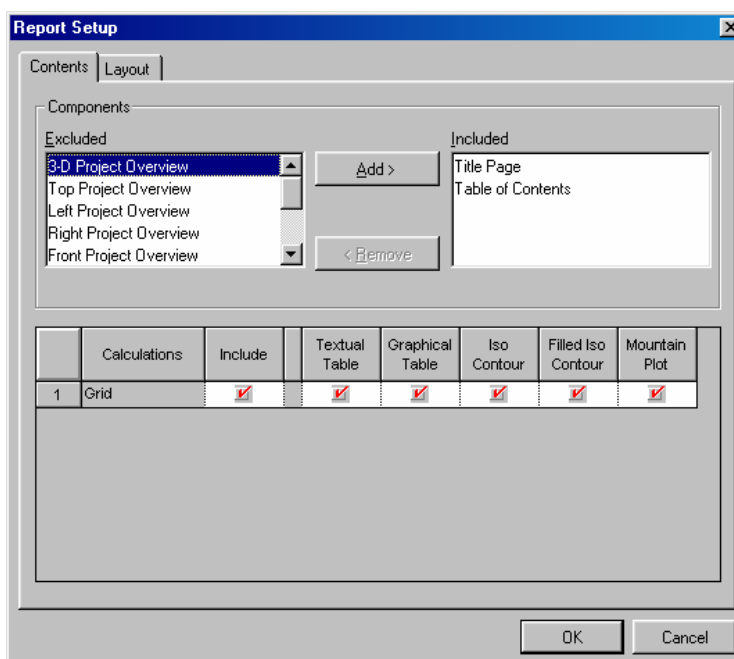 Report Setup
Contents
Layout
Components
Excluded
Included
3-D Project Overview
Top Project Overview
Left Project Overview
Right Project Overview
Front Project Overview
Add >
< Remove
Title Page
Table of Contents
Calculations
Include
Textual Table
Graphical Table
Iso Contour
Filled Iso Contour
Mountain Plot
1
Grid
OK
Cancel